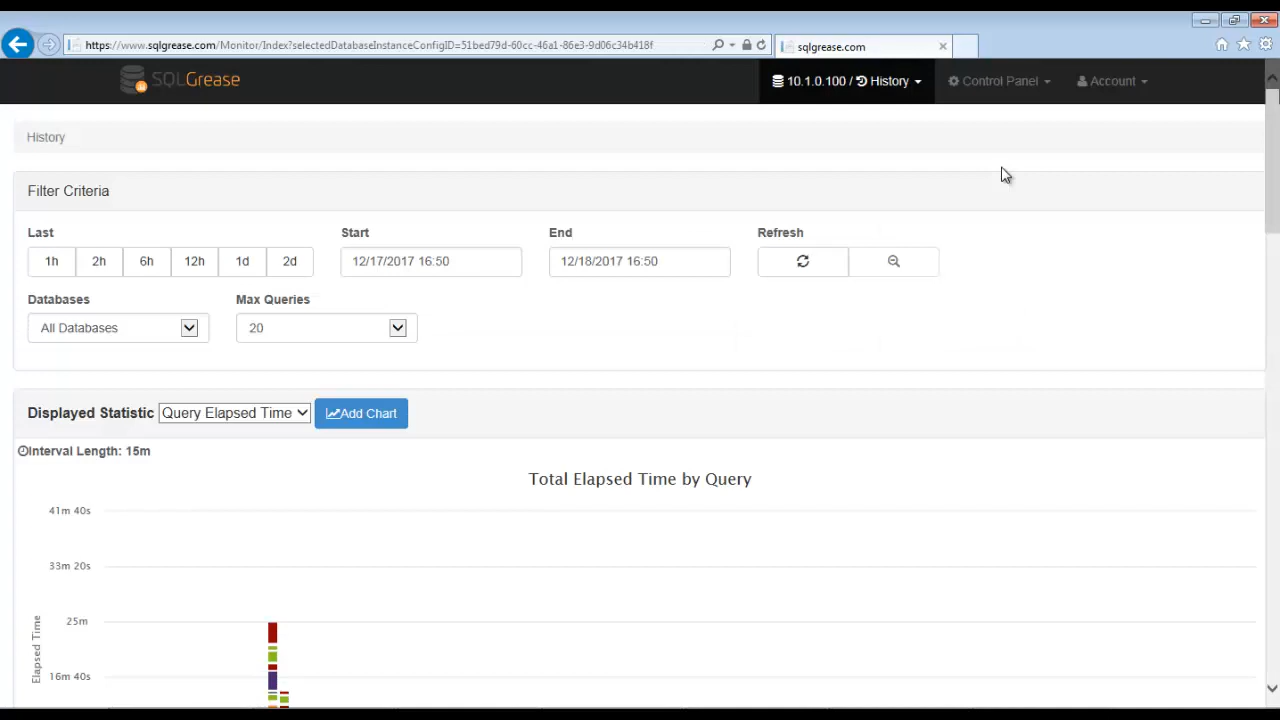 https://www.sqlgrease.com/Monitor/Index?selectedDatabaseInstanceConfigID=51bed79d-60cc-46a1-86e3-9d06c34b418f
sqlgrease.com
SQLGrease
10.1.0.100 / History
Control Panel
Account
History
Filter Criteria
Last
Start
End
Refresh
1h
2h
6h
12h
1d
2d
12/17/2017 16:50
12/18/2017 16:50
Databases
Max Queries
All Databases
20
Displayed Statistic
Query Elapsed Time
Add Chart
Interval Length: 15m
Total Elapsed Time by Query
41m 40s
33m 20s
25m
16m 40s
Elapsed Time